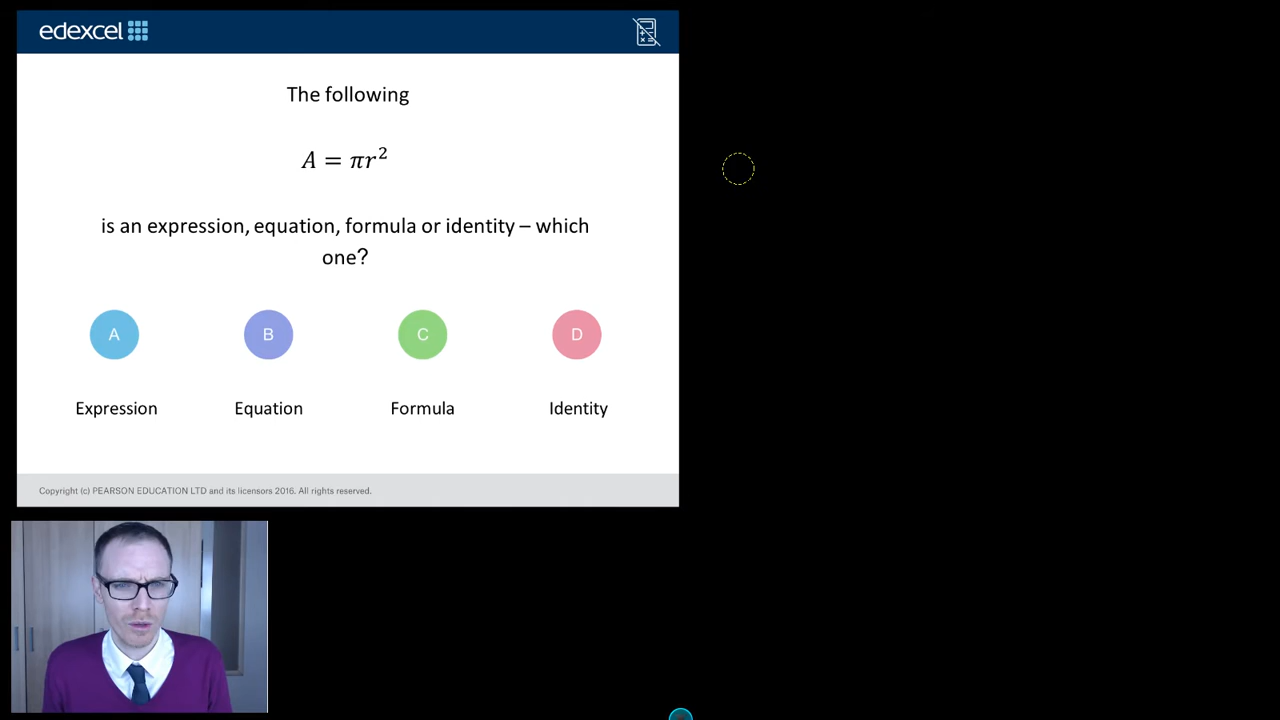 edexcel
The following
A = πr²
is an expression, equation, formula or identity – which
one?
A
B
C
D
Expression
Equation
Formula
Identity
Copyright (c) PEARSON EDUCATION LTD and its licensors 2016. All rights reserved.